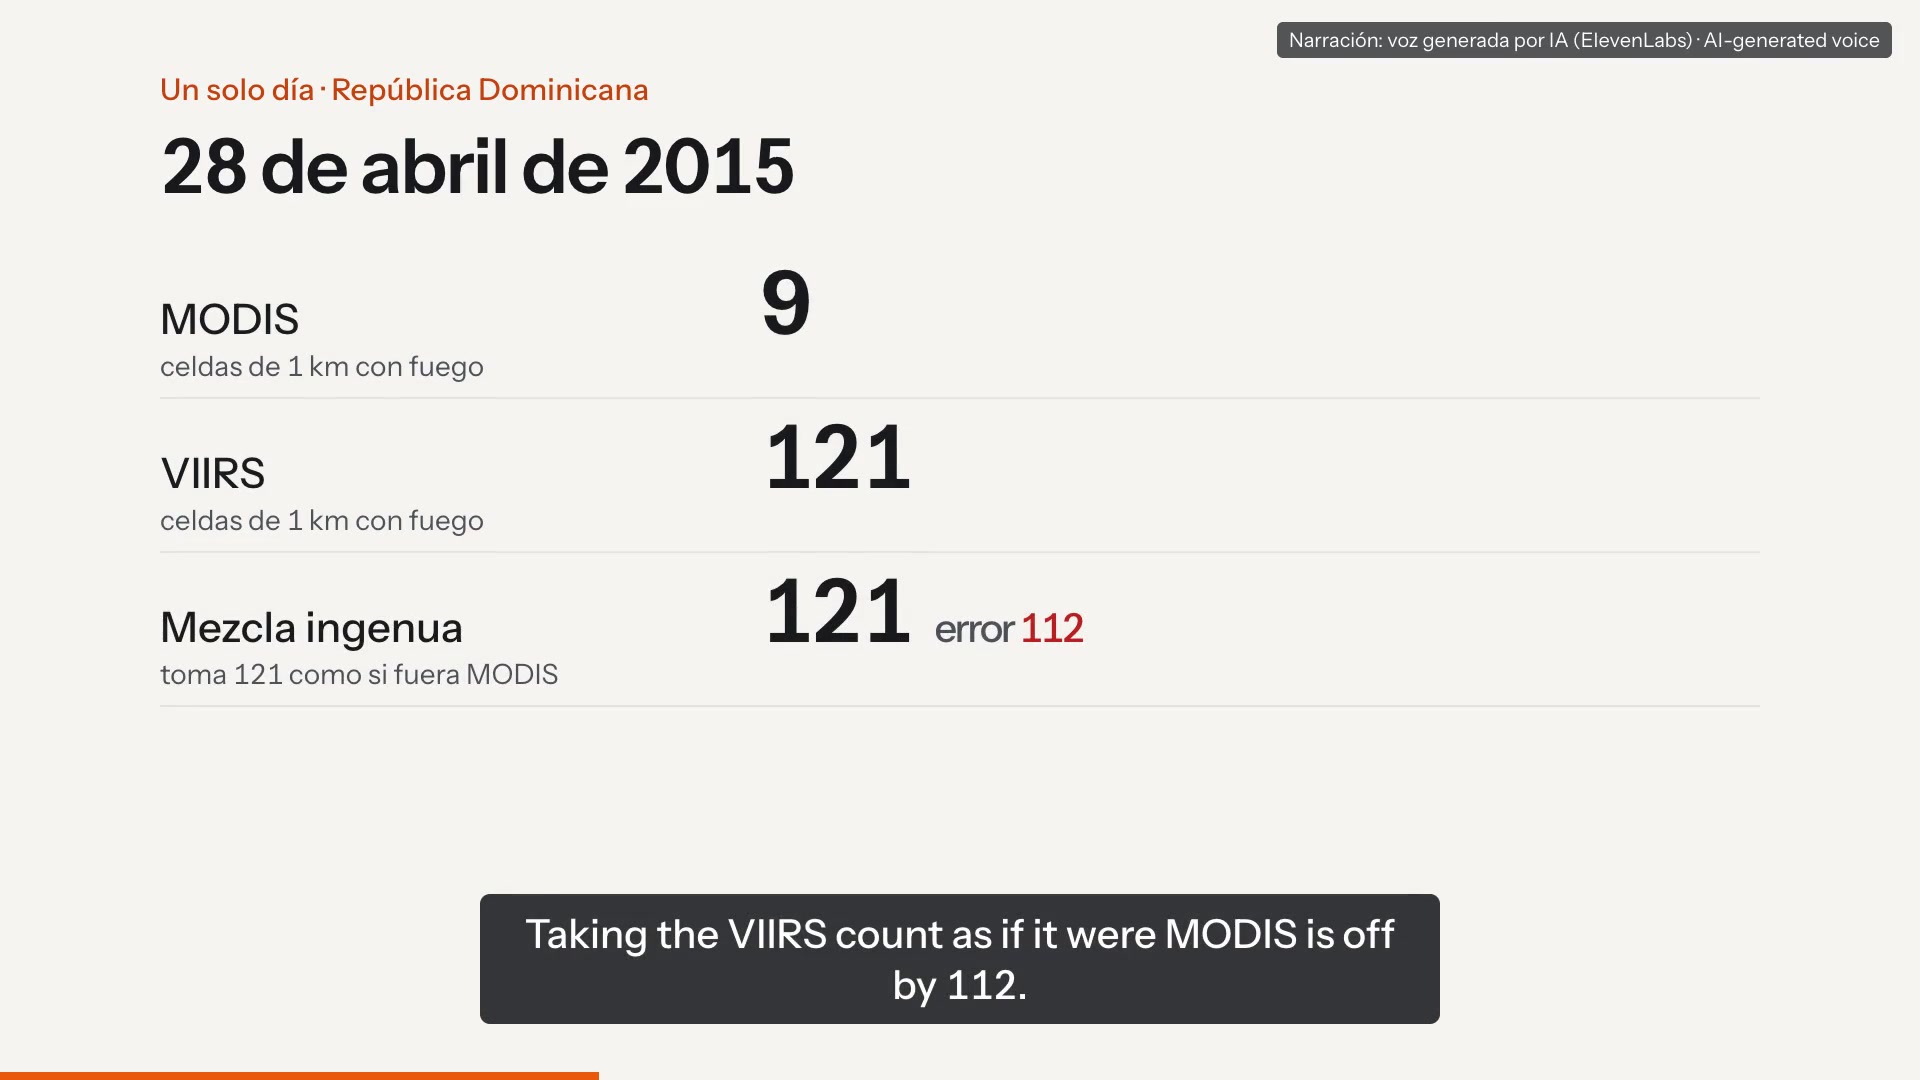 Narración: voz generada por IA (ElevenLabs) · AI-generated voice
Un solo día · República Dominicana
28 de abril de 2015
MODIS 9
celdas de 1 km con fuego
VIIRS 121
celdas de 1 km con fuego
Mezcla ingenua 121 error 112
toma 121 como si fuera MODIS
Taking the VIIRS count as if it were MODIS is off
by 112.